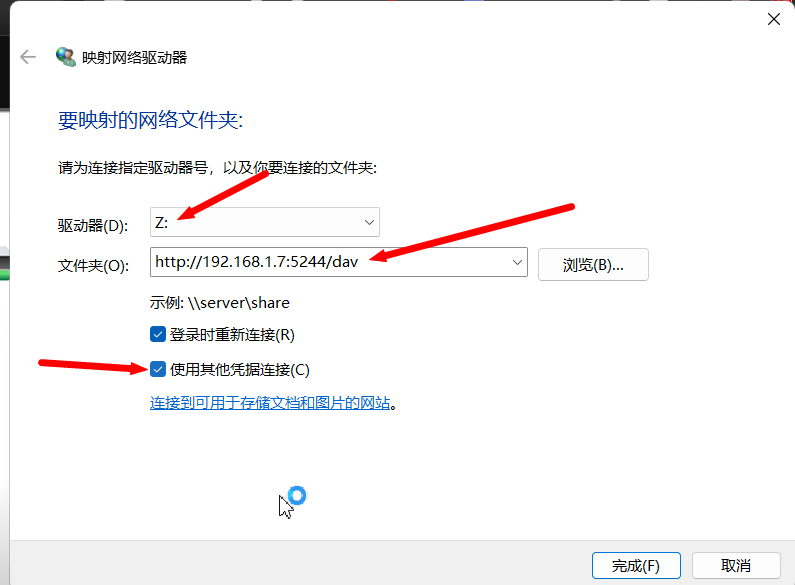 映射网络驱动器
要映射的网络文件夹:
请为连接指定驱动器号，以及你要连接的文件夹:
驱动器(D): Z:
文件夹(O): http://192.168.1.7:5244/dav 浏览(B)...
示例: \\server\share
登录时重新连接(R)
使用其他凭据连接(C)
连接到可用于存储文档和图片的网站。
完成(F) 取消